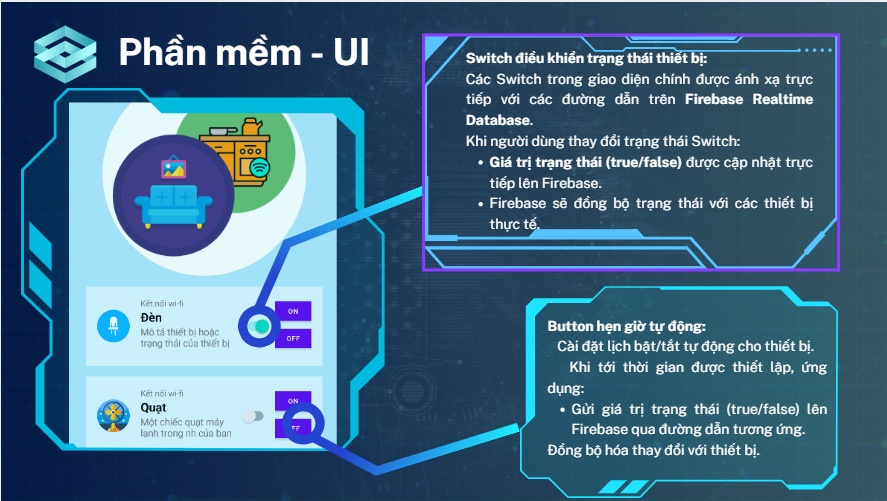 Phần mềm - UI
Switch điều khiển trạng thái thiết bị:
Các Switch trong giao diện chính được ánh xạ trực
tiếp với các đường dẫn trên Firebase Realtime
Database.
Khi người dùng thay đổi trạng thái Switch:
• Giá trị trạng thái (true/false) được cập nhật trực
tiếp lên Firebase.
• Firebase sẽ đồng bộ trạng thái với các thiết bị
thực tế.
Kết nối wi-fi
Đèn
Mô tả thiết bị hoặc
trạng thái của thiết bị
ON
OFF
Kết nối wi-fi
Quạt
Một chiếc quạt máy
lạnh trong nh của ban
ON
FF
Button hẹn giờ tự động:
Cài đặt lịch bật/tắt tự động cho thiết bị.
Khi tới thời gian được thiết lập, ứng
dụng:
• Gửi giá trị trạng thái (true/false) lên
Firebase qua đường dẫn tương ứng.
Đồng bộ hóa thay đổi với thiết bị.